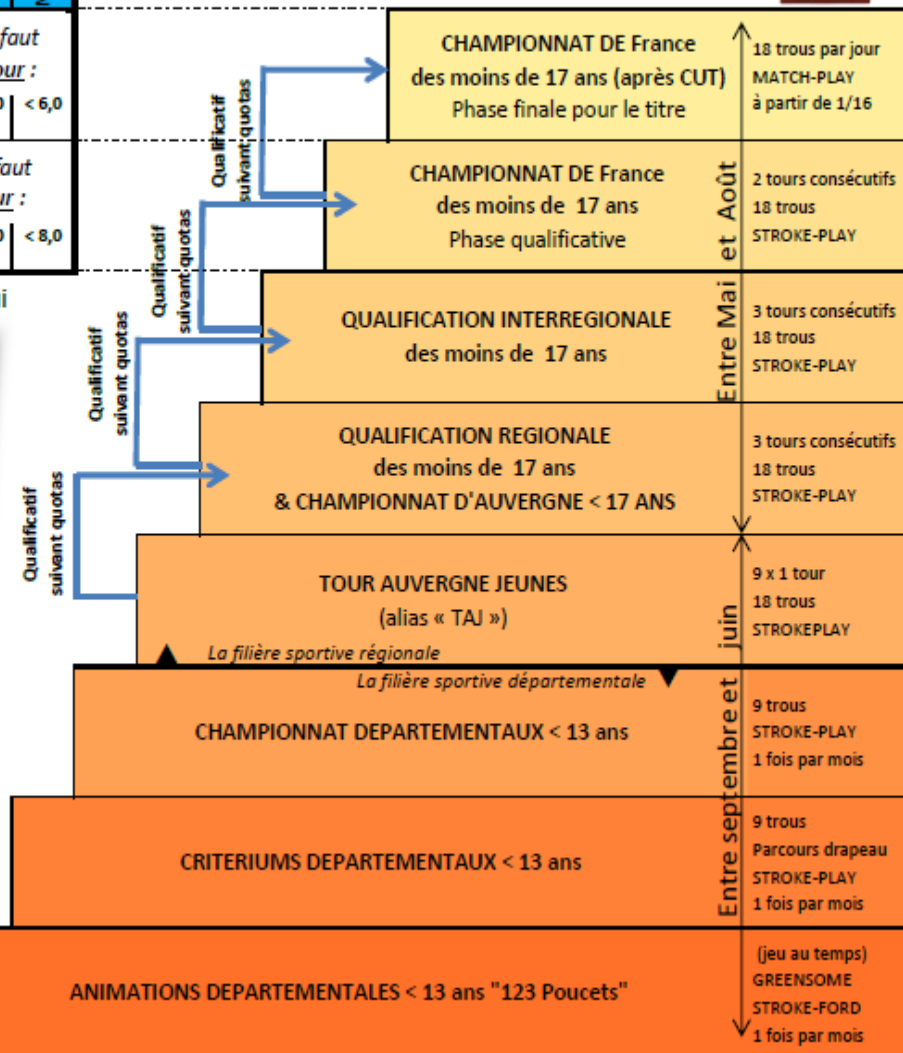 2
faut
our :
0 < 6,0
faut
ur :
0 < 8,0
i
CHAMPIONNAT DE France
des moins de 17 ans (après CUT)
Phase finale pour le titre
18 trous par jour
MATCH-PLAY
à partir de 1/16
Qualificatif
suivant quotas
CHAMPIONNAT DE France
des moins de 17 ans
Phase qualificative
2 tours consécutifs
18 trous
STROKE-PLAY
Qualificatif
suivant quotas
QUALIFICATION INTERREGIONALE
des moins de 17 ans
3 tours consécutifs
18 trous
STROKE-PLAY
Entre Mai et Août
Qualificatif
suivant quotas
QUALIFICATION REGIONALE
des moins de 17 ans
& CHAMPIONNAT D'AUVERGNE < 17 ANS
3 tours consécutifs
18 trous
STROKE-PLAY
Qualificatif
suivant quotas
TOUR AUVERGNE JEUNES
(alias « TAJ »)
9 x 1 tour
18 trous
STROKEPLAY
La filière sportive régionale
La filière sportive départementale
CHAMPIONNAT DEPARTEMENTAUX < 13 ans
9 trous
STROKE-PLAY
1 fois par mois
Entre septembre et juin
CRITERIUMS DEPARTEMENTAUX < 13 ans
9 trous
Parcours drapeau
STROKE-PLAY
1 fois par mois
ANIMATIONS DEPARTEMENTALES < 13 ans "123 Poucets"
(jeu au temps)
GREENSOME
STROKE-FORD
1 fois par mois